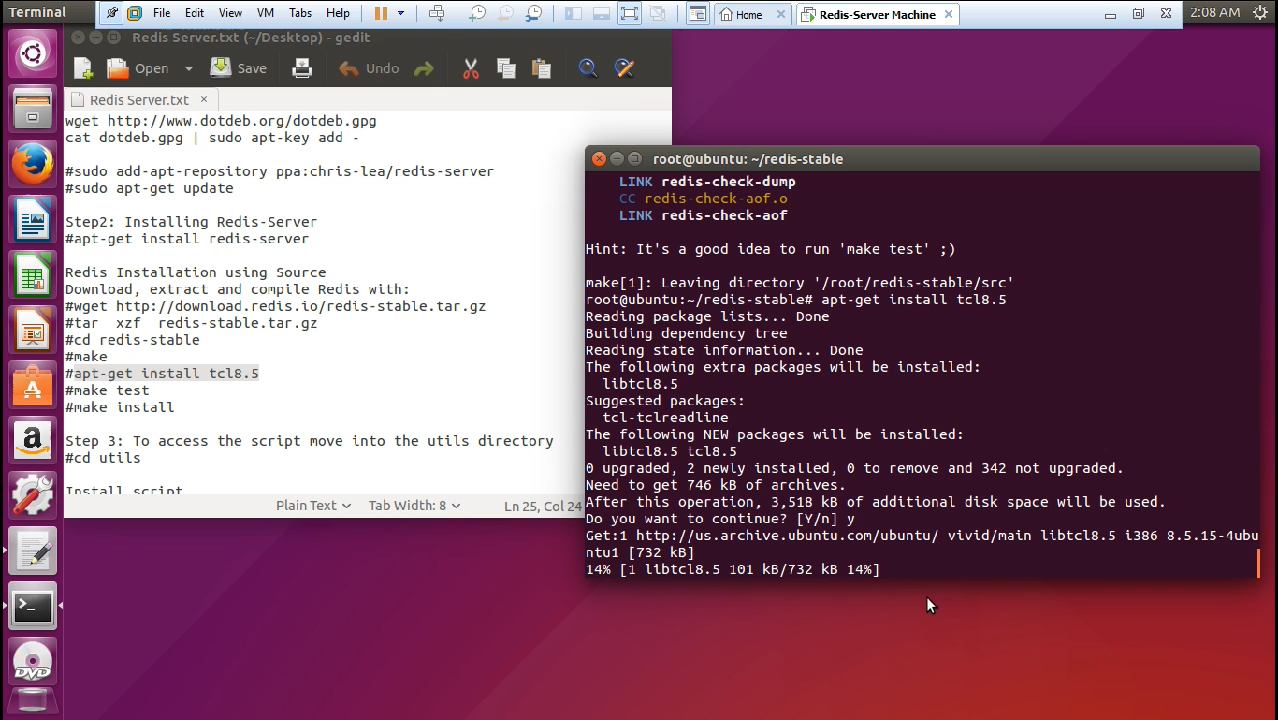 Terminal
File
Edit
View
VM
Tabs
Help
Home
Redis-Server Machine
2:08 AM
Redis Server.txt (~/Desktop) - gedit
Open
Save
Undo
Redis Server.txt
wget http://www.dotdeb.org/dotdeb.gpg
cat dotdeb.gpg | sudo apt-key add -
#sudo add-apt-repository ppa:chris-lea/redis-server
#sudo apt-get update
Step2: Installing Redis-Server
#apt-get install redis-server
Redis Installation using Source
Download, extract and compile Redis with:
#wget http://download.redis.io/redis-stable.tar.gz
#tar  xzf  redis-stable.tar.gz
#cd redis-stable
#make
#apt-get install tcl8.5
#make test
#make install
Step 3: To access the script move into the utils directory
#cd utils
Install script
Plain Text
Tab Width: 8
Ln 25, Col 24
root@ubuntu: ~/redis-stable
LINK redis-check-dump
CC redis-check-aof.o
LINK redis-check-aof
Hint: It's a good idea to run 'make test' ;)
make[1]: Leaving directory '/root/redis-stable/src'
root@ubuntu:~/redis-stable# apt-get install tcl8.5
Reading package lists... Done
Building dependency tree
Reading state information... Done
The following extra packages will be installed:
libtcl8.5
Suggested packages:
tcl-tclreadline
The following NEW packages will be installed:
libtcl8.5 tcl8.5
0 upgraded, 2 newly installed, 0 to remove and 342 not upgraded.
Need to get 746 kB of archives.
After this operation, 3,518 kB of additional disk space will be used.
Do you want to continue? [Y/n] y
Get:1 http://us.archive.ubuntu.com/ubuntu/ vivid/main libtcl8.5 i386 8.5.15-4ubu
ntu1 [732 kB]
14% [1 libtcl8.5 101 kB/732 kB 14%]
a
DVD